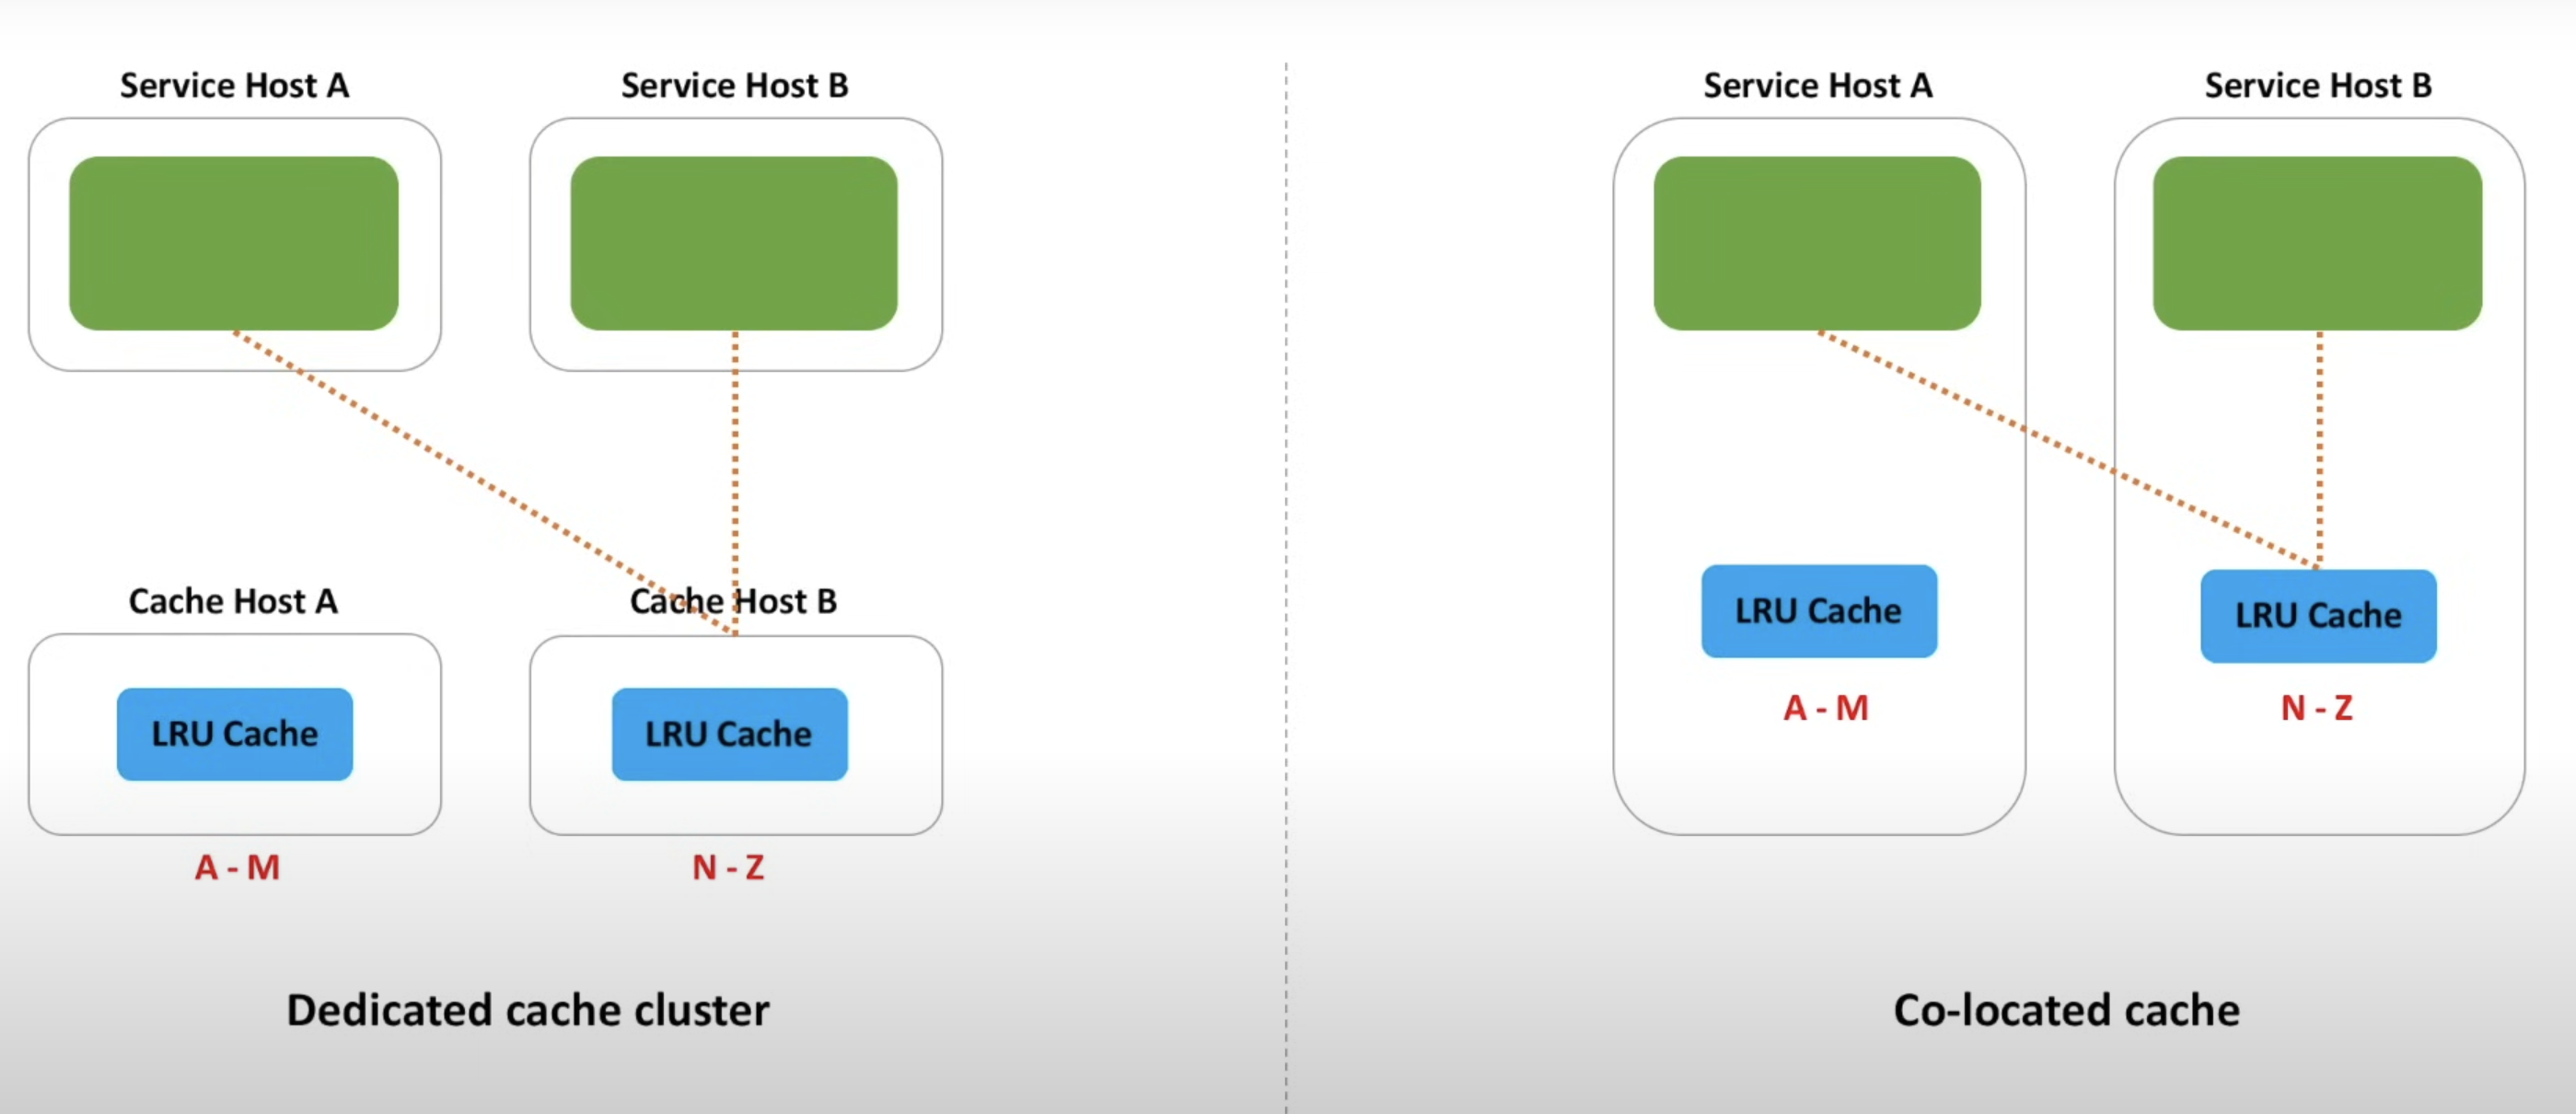 Service Host A
Service Host B
Cache Host A
Cache Host B
LRU Cache
LRU Cache
A - M
N - Z
Dedicated cache cluster
Service Host A
Service Host B
LRU Cache
LRU Cache
A - M
N - Z
Co-located cache